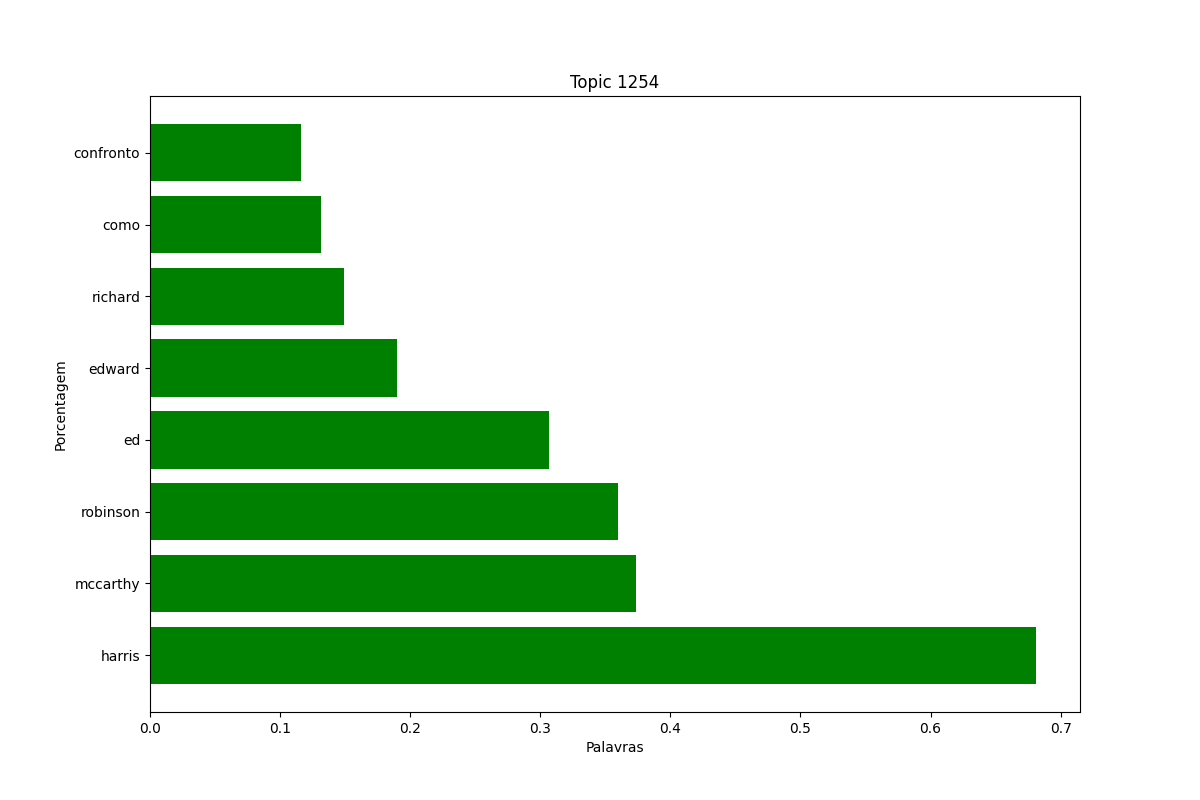 Topic 1254
confronto
como
richard
edward
ed
robinson
mccarthy
harris
Porcentagem
0.0 0.1 0.2 0.3 0.4 0.5 0.6 0.7
Palavras